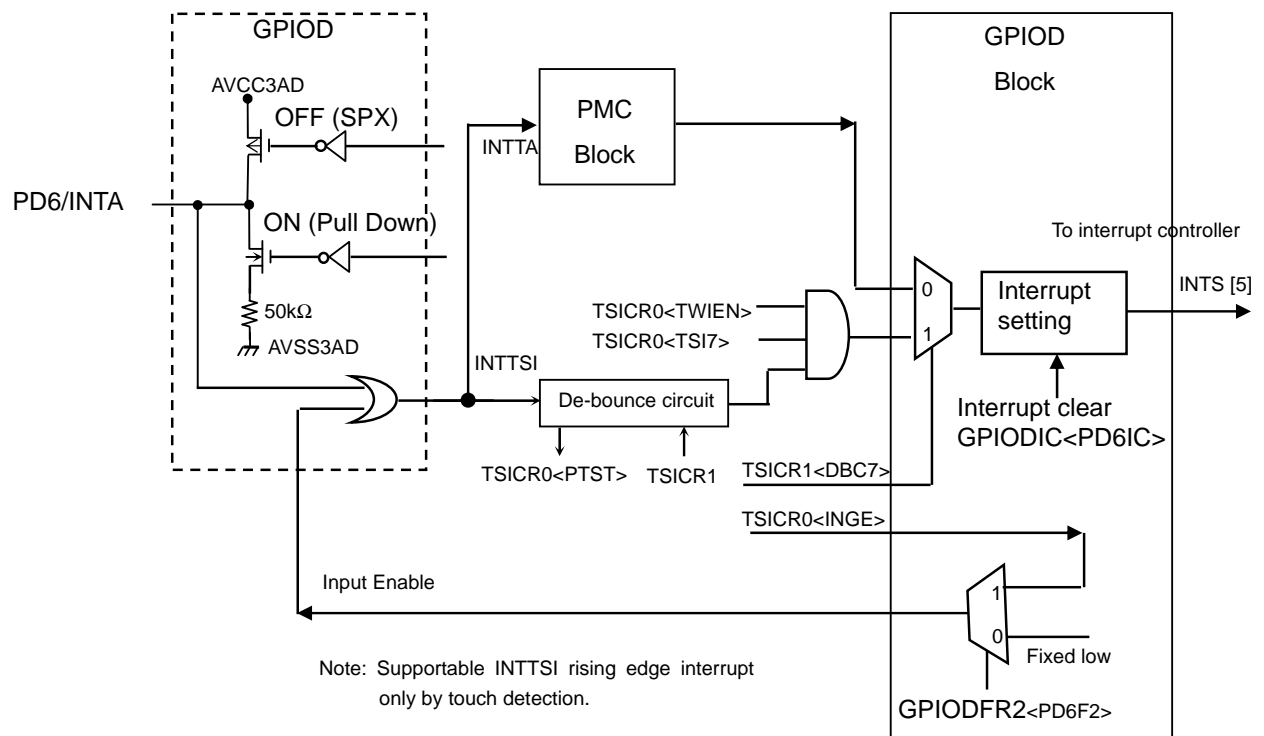 GPIOD
GPIOD
Block
AVCC3AD
OFF (SPX)
PMC
Block
INTTA
PD6/INTA
ON (Pull Down)
To interrupt controller
50kΩ
AVSS3AD
TSICR0<TWIEN>
TSICR0<TSI7>
0
1
Interrupt
setting
INTS [5]
INTTSI
De-bounce circuit
Interrupt clear
GPIODIC<PD6IC>
TSICR0<PTST>
TSICR1
TSICR1<DBC7>
TSICR0<INGE>
Input Enable
1
0
Fixed low
Note: Supportable INTTSI rising edge interrupt
only by touch detection.
GPIODFR2<PD6F2>